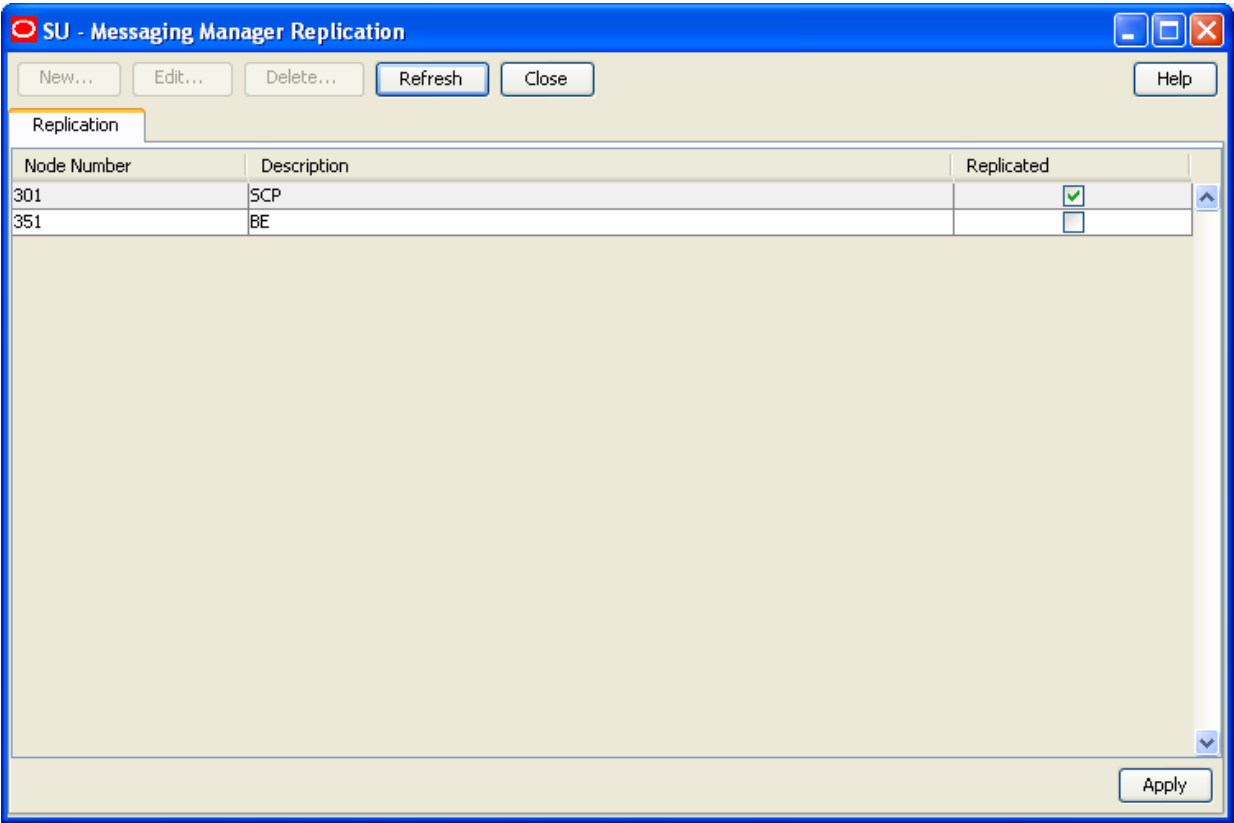 SU - Messaging Manager Replication
New... Edit... Delete... Refresh Close Help
Replication
Node Number Description Replicated
301 SCP
351 BE
Apply